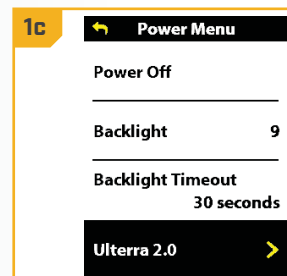 1c
Power Menu
Power Off
Backlight 9
Backlight Timeout
30 seconds
Ulterra 2.0